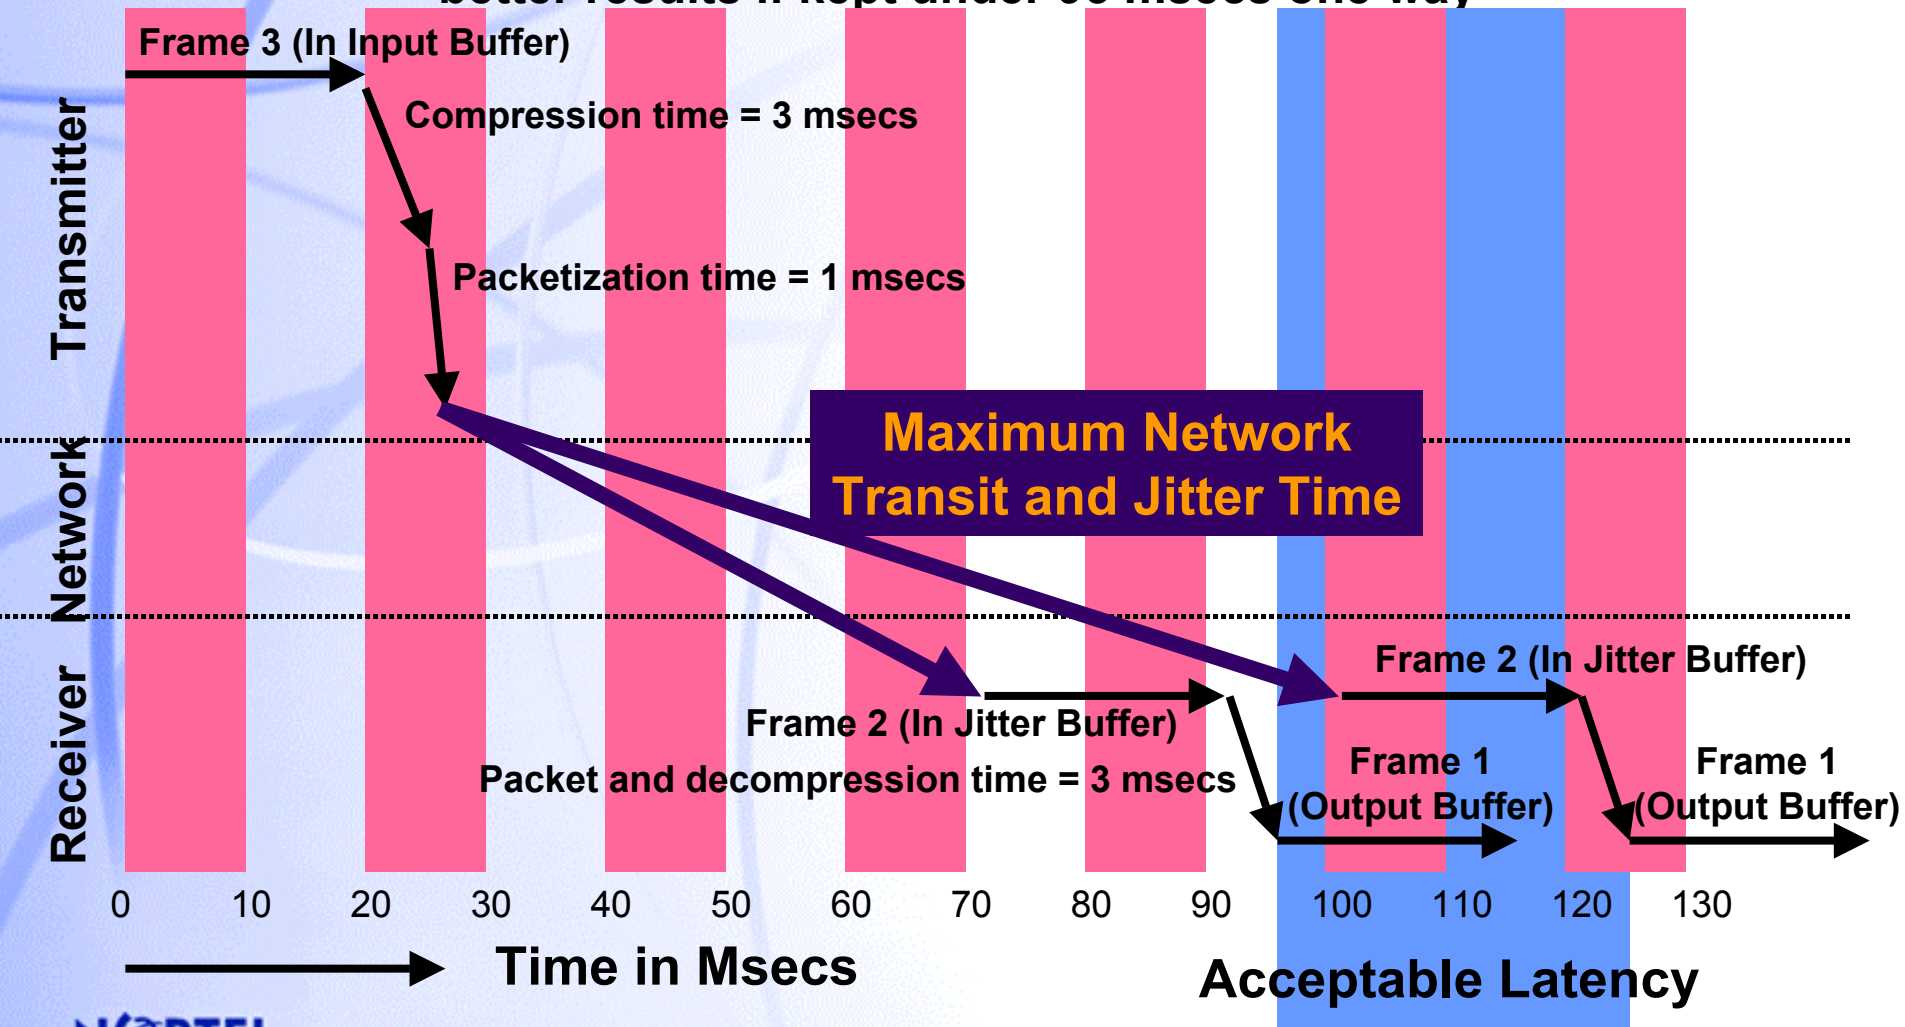 Frame 3 (In Input Buffer)
Compression time = 3 msecs
Packetization time = 1 msecs
Transmitter
Maximum Network
Transit and Jitter Time
Network
Frame 2 (In Jitter Buffer)
Frame 2 (In Jitter Buffer)
Packet and decompression time = 3 msecs
Frame 1
(Output Buffer)
Frame 1
(Output Buffer)
Receiver
0 10 20 30 40 50 60 70 80 90 100 110 120 130
Time in Msecs
Acceptable Latency